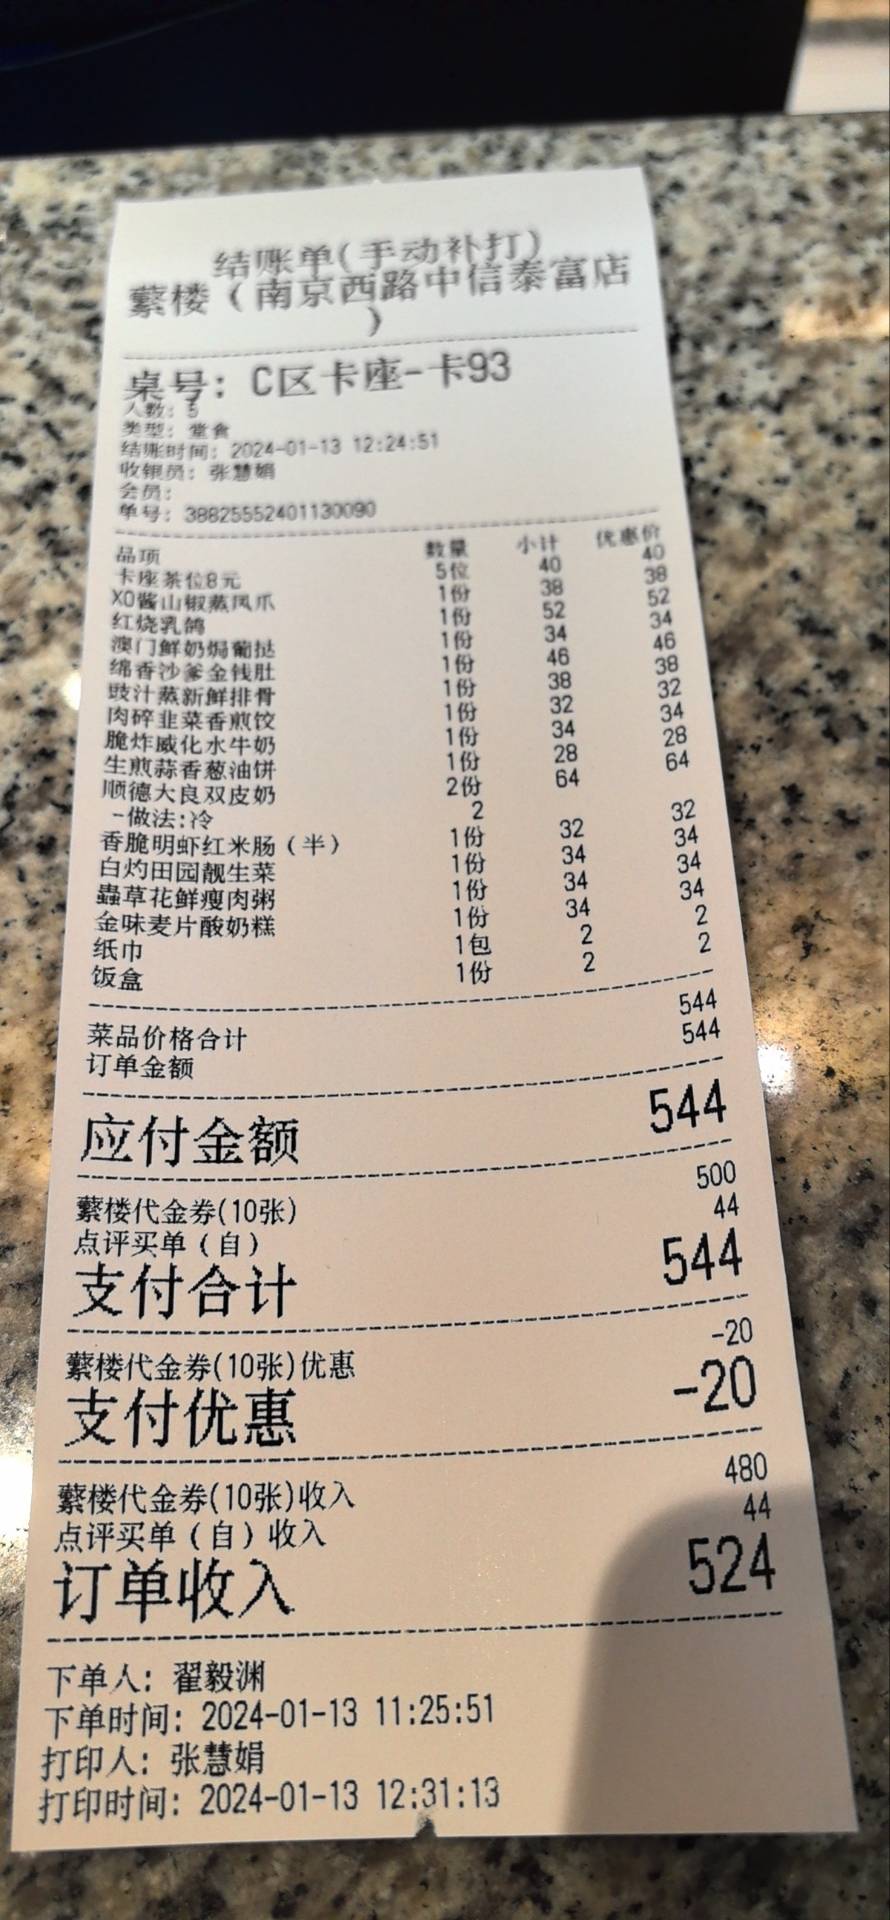 结账单(手动补打)
蘩楼（南京西路中信泰富店
）
桌号: C区卡座-卡93
人数: 5
类型: 堂食
结账时间: 2024-01-13 12:24:51
收银员: 张慧娟
会员:
单号: 38825552401130090
品项 数量 小计 优惠价
卡座茶位8元 5位 40 40
XO酱山椒蒸凤爪 1份 38 38
红烧乳鸽 1份 52 52
澳门鲜奶焗葡挞 1份 34 34
绵香沙爹金钱肚 1份 46 46
豉汁蒸新鲜排骨 1份 38 38
肉碎韭菜香煎饺 1份 32 32
脆炸威化水牛奶 1份 34 34
生煎蒜香葱油饼 1份 28 28
顺德大良双皮奶 2份 64 64
-做法:冷 2
香脆明虾红米肠（半） 1份 32 32
白灼田园靓生菜 1份 34 34
蟲草花鲜瘦肉粥 1份 34 34
金味麦片酸奶糕 1份 34 34
纸巾 1包 2 2
饭盒 1份 2 2
菜品价格合计 544
订单金额 544
应付金额 544
蘩楼代金券(10张) 500
点评买单（自） 44
支付合计 544
蘩楼代金券(10张)优惠 -20
支付优惠 -20
蘩楼代金券(10张)收入 480
点评买单（自）收入 44
订单收入 524
下单人: 翟毅渊
下单时间: 2024-01-13 11:25:51
打印人: 张慧娟
打印时间: 2024-01-13 12:31:13